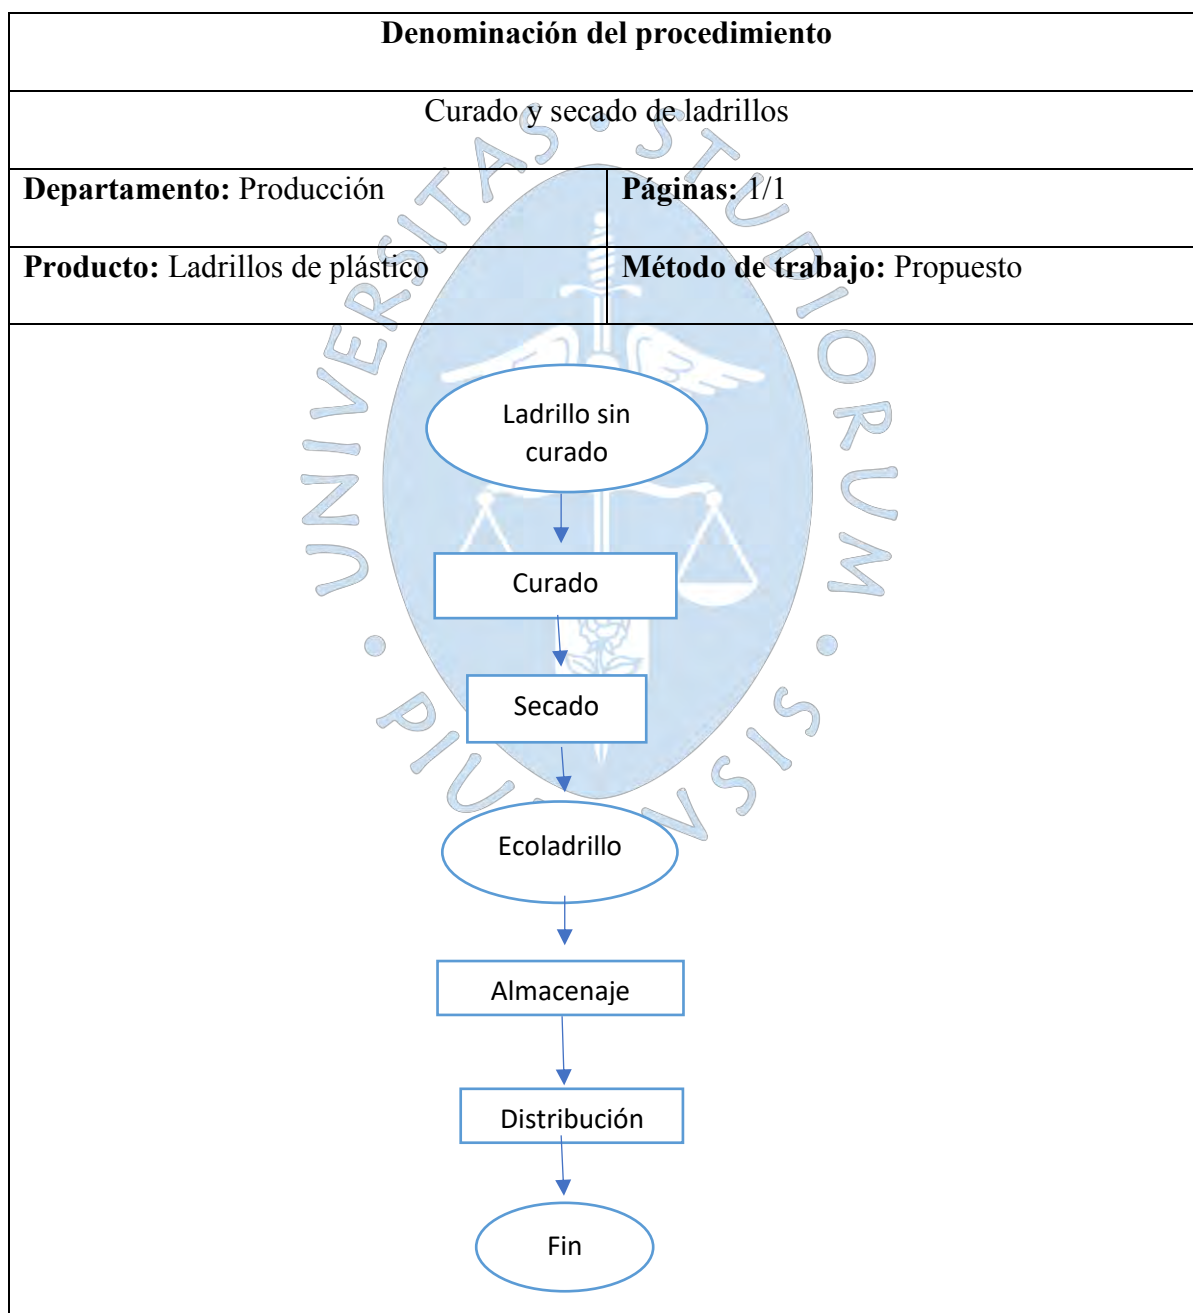 Denominación del procedimiento
Curado y secado de ladrillos
Departamento: Producción
Páginas: 1/1
Producto: Ladrillos de plástico
Método de trabajo: Propuesto
UNIVERSITAS • STUDIORUM •
Ladrillo sin
curado
Curado
Secado
Ecoladrillo
Almacenaje
Distribución
Fin